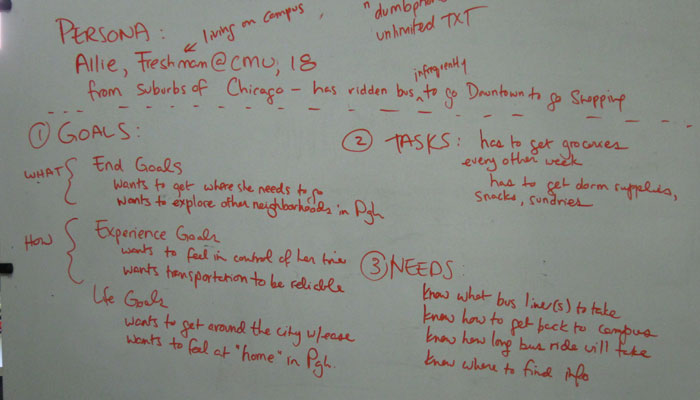 PERSONA:
living on campus,
"dumbphone
unlimited TXT
Allie, Freshman@CMU, 18
from suburbs of Chicago - has ridden bus infrequently to go Downtown to go Shopping
① GOALS:
WHAT
End Goals
wants to get where she needs to go
wants to explore other neighborhoods in Pgh
HOW
Experience Goals
wants to feel in control of her time
wants transportation to be reliable
Life Goals
wants to get around the city w/ease
wants to feel at "home" in Pgh.
② TASKS: has to get groceries
every other week
has to get dorm supplies,
snacks, sundries
③ NEEDS:
know what bus line(s) to take
know how to get back to campus
know how long bus ride will take
know where to find info